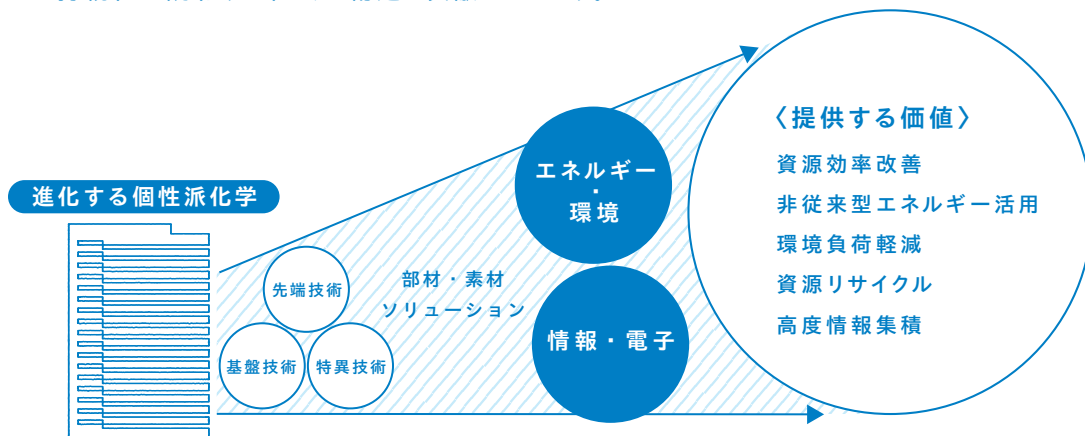 進化する個性派化学
先端技術
基盤技術
特異技術
部材・素材
ソリューション
エネルギー
・
環境
情報・電子
〈提供する価値〉
資源効率改善
非従来型エネルギー活用
環境負荷軽減
資源リサイクル
高度情報集積